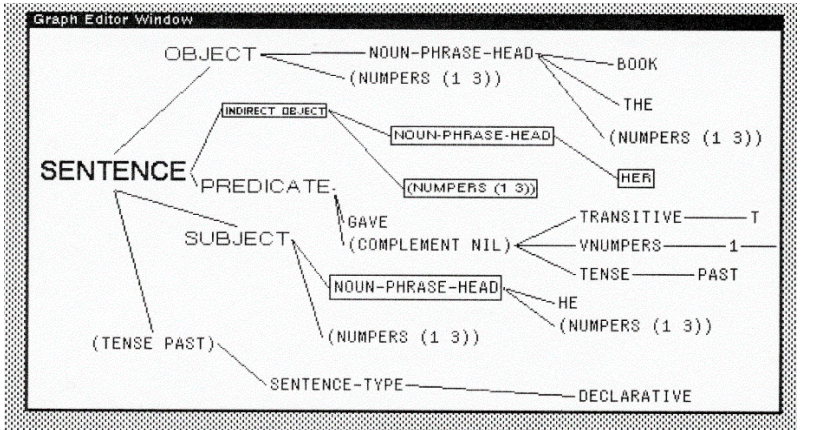 Graph Editor Window
OBJECT NOUN-PHRASE-HEAD
BOOK
(NUMPERS (1 3))
THE
INDIRECT OBJECT
NOUN-PHRASE-HEAD (NUMPERS (1 3))
SENTENCE
HER
PREDICATE (NUMPERS (1 3))
GAVE TRANSITIVE T
SUBJECT (COMPLEMENT NIL) VNUMPERS 1
TENSE PAST
NOUN-PHRASE-HEAD
HE
(NUMPERS (1 3))
(TENSE PAST) (NUMPERS (1 3))
SENTENCE-TYPE
DECLARATIVE